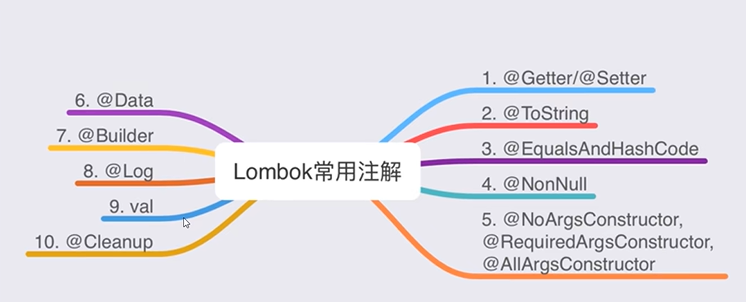 Lombok常用注解
1. @Getter/@Setter
2. @ToString
3. @EqualsAndHashCode
4. @NonNull
5. @NoArgsConstructor,
@RequiredArgsConstructor,
@AllArgsConstructor
6. @Data
7. @Builder
8. @Log
9. val
10. @Cleanup